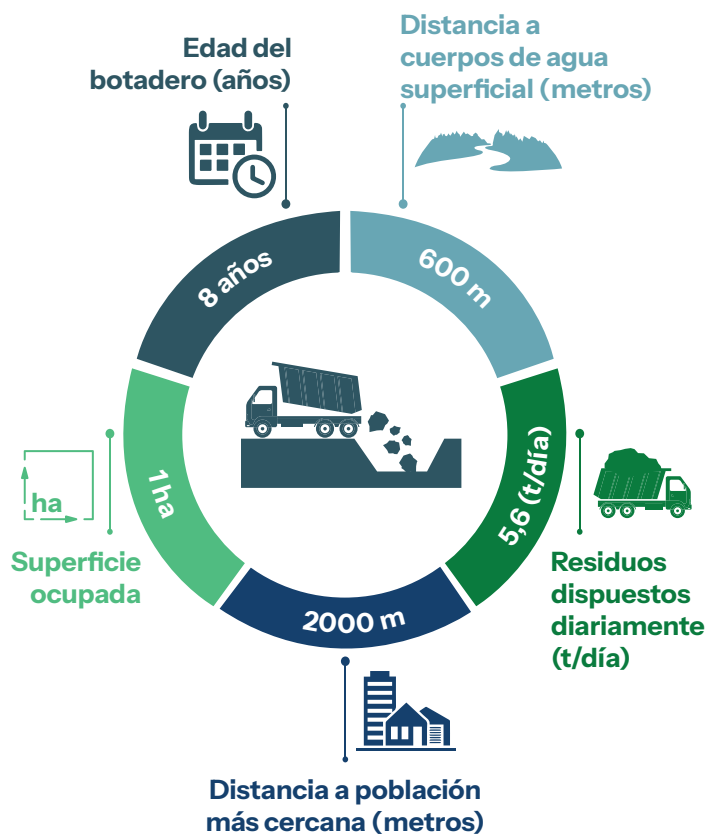 Edad del
botadero (años)
Distancia a
cuerpos de agua
superficial (metros)
8 años
600 m
1 ha
5,6 (t/día)
2000 m
ha
Superficie
ocupada
Residuos
dispuestos
diariamente
(t/día)
Distancia a población
más cercana (metros)